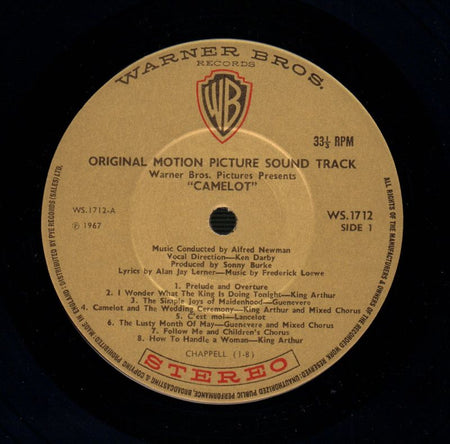 WARNER BROS.
RECORDS
WB
33⅓ RPM
ORIGINAL MOTION PICTURE SOUND TRACK
Warner Bros. Pictures Presents
"CAMELOT"
WS.1712-A
℗ 1967
WS.1712
SIDE 1
Music Conducted by Alfred Newman
Vocal Direction—Ken Darby
Produced by Sonny Burke
Lyrics by Alan Jay Lerner—Music by Frederick Loewe
1. Prelude and Overture
2. I Wonder What The King Is Doing Tonight—King Arthur
3. The Simple Joys of Maidenhood—Guenevere
4. Camelot and The Wedding Ceremony—King Arthur and Mixed Chorus
5. C'est moi—Lancelot
6. The Lusty Month Of May—Guenevere and Mixed Chorus
7. Follow Me and Children's Chorus
8. How To Handle a Woman—King Arthur
CHAPPELL (1-8)
STEREO
ALL RIGHTS OF THE MANUFACTURERS & OWNERS OF THE RECORDED WORK RESERVED-UNAUTHORIZED PUBLIC PERFORMANCE, BROADCASTING & COPYING PROHIBITED-MADE IN ENGLAND: DISTRIBUTED BY PYE RECORDS (SALES) LTD.